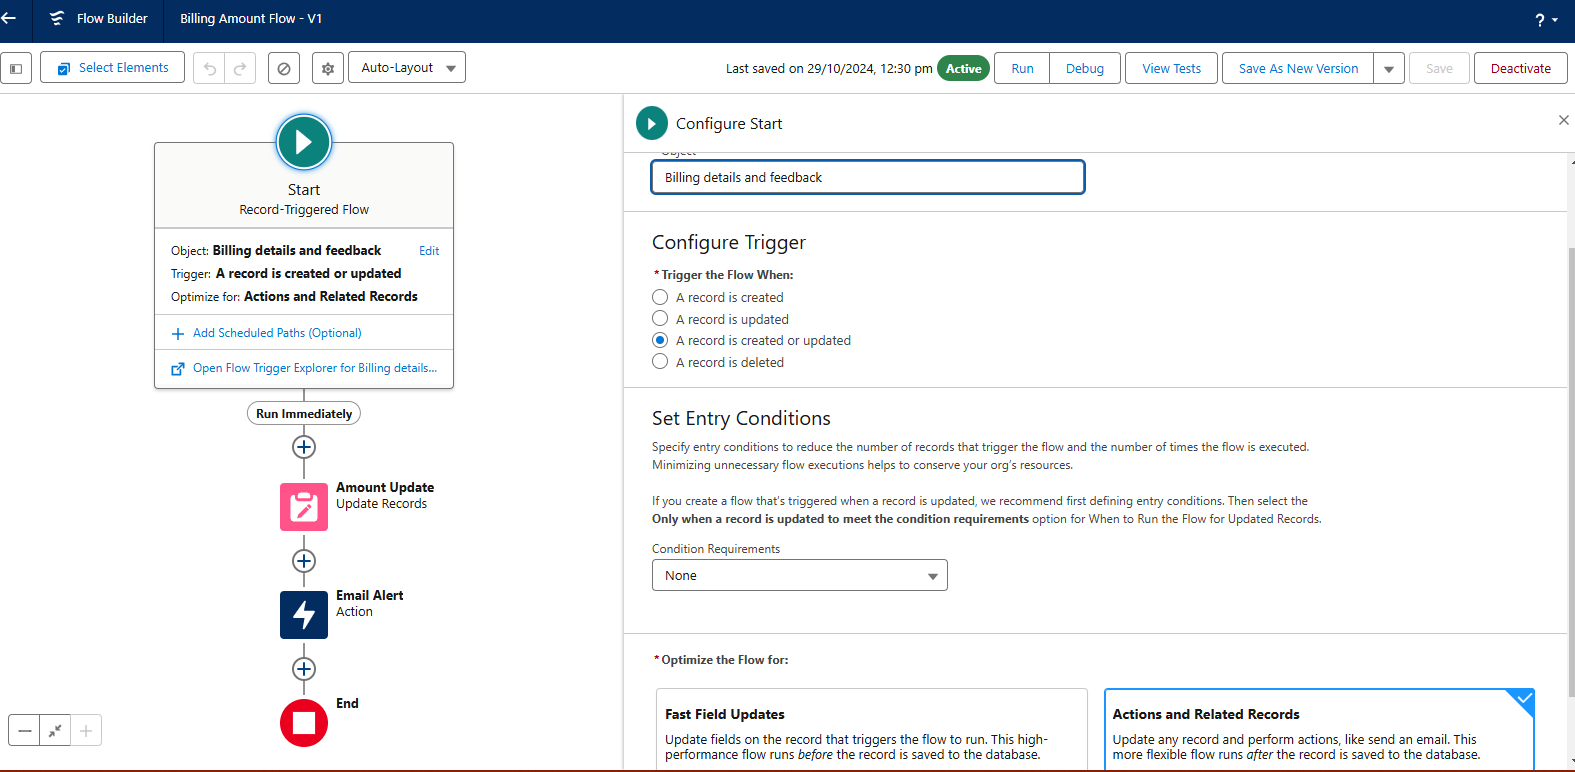 Flow Builder
Billing Amount Flow - V1
?
Select Elements
Auto-Layout
Last saved on 29/10/2024, 12:30 pm
Active
Run
Debug
View Tests
Save As New Version
Save
Deactivate
Start
Record-Triggered Flow
Object: Billing details and feedback
Edit
Trigger: A record is created or updated
Optimize for: Actions and Related Records
Add Scheduled Paths (Optional)
Open Flow Trigger Explorer for Billing details...
Run Immediately
Amount Update
Update Records
Email Alert
Action
End
Configure Start
Object
Billing details and feedback
Configure Trigger
*Trigger the Flow When:
A record is created
A record is updated
A record is created or updated
A record is deleted
Set Entry Conditions
Specify entry conditions to reduce the number of records that trigger the flow and the number of times the flow is executed.
Minimizing unnecessary flow executions helps to conserve your org's resources.
If you create a flow that's triggered when a record is updated, we recommend first defining entry conditions. Then select the
Only when a record is updated to meet the condition requirements option for When to Run the Flow for Updated Records.
Condition Requirements
None
*Optimize the Flow for:
Fast Field Updates
Update fields on the record that triggers the flow to run. This high-
performance flow runs before the record is saved to the database.
Actions and Related Records
Update any record and perform actions, like send an email. This
more flexible flow runs after the record is saved to the database.